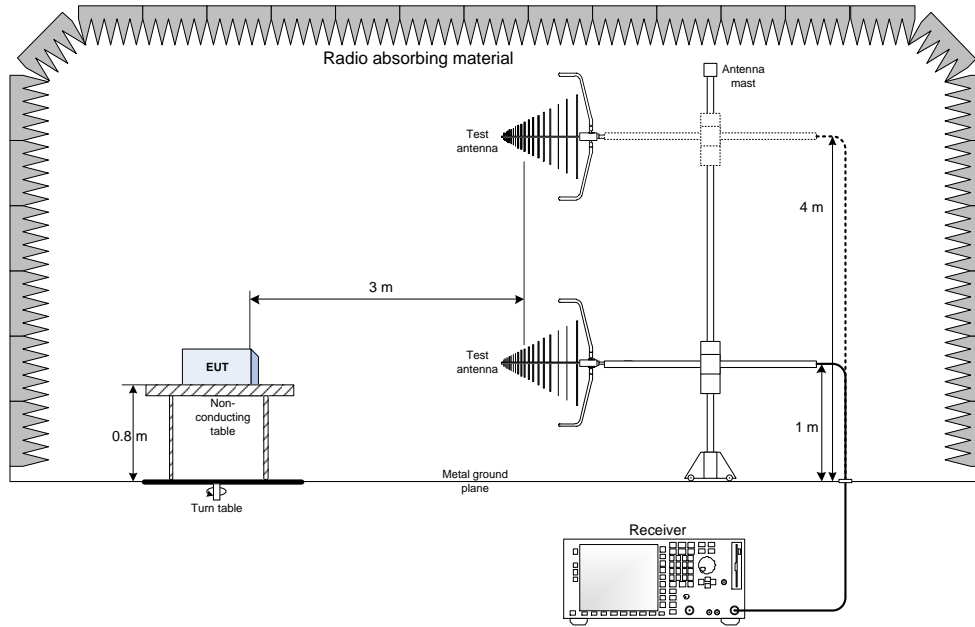 Radio absorbing material
Antenna
mast
Test
antenna
4 m
3 m
Test
antenna
EUT
Non-
conducting
table
0.8 m
1 m
Metal ground
plane
Turn table
Receiver